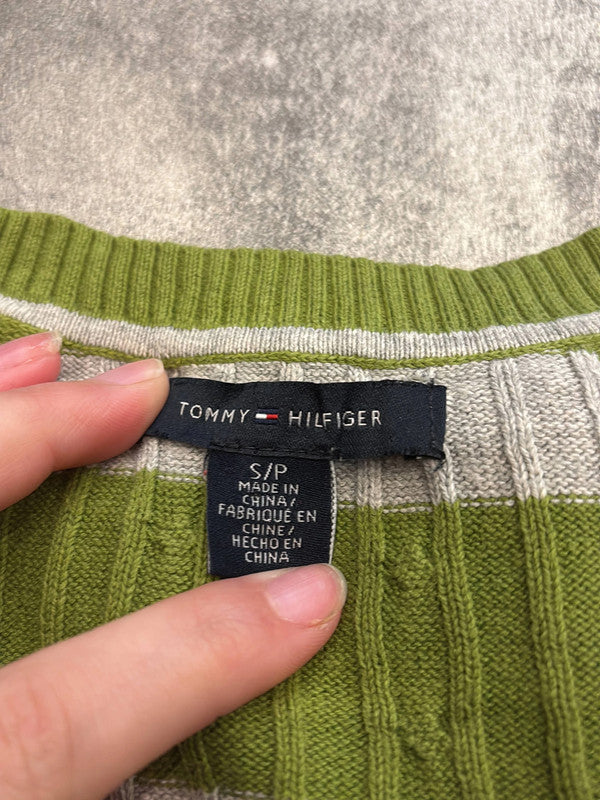 TOMMY HILFIGER
S/P
MADE IN
CHINA/
FABRIQUÉ EN
CHINE/
HECHO EN
CHINA